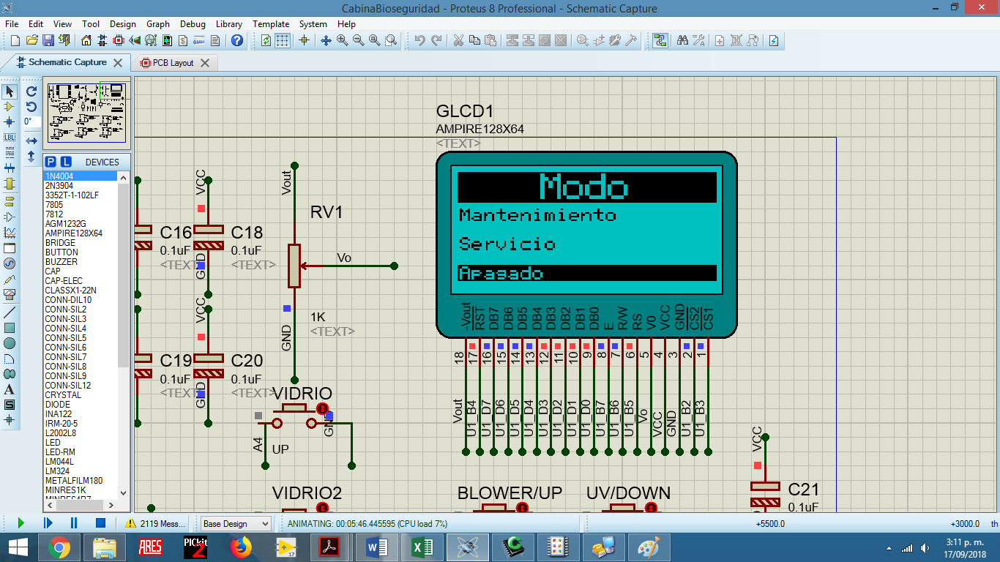 CabinaBioseguridad - Proteus 8 Professional - Schematic Capture
File Edit View Tool Design Graph Debug Library Template System Help
Schematic Capture
PCB Layout
0°
P L DEVICES
1N4004
2N3904
3352T-1-102LF
7805
7812
AGM1232G
AMPIRE128X64
BRIDGE
BUTTON
BUZZER
CAP
CAP-ELEC
CLASSX1-22N
CONN-DIL10
CONN-SIL2
CONN-SIL3
CONN-SIL4
CONN-SIL5
CONN-SIL6
CONN-SIL7
CONN-SIL8
CONN-SIL9
CONN-SIL12
CRYSTAL
DIODE
INA122
IRM-20-5
L2002L8
LED
LED-RM
LM044L
LM324
METALFILM180
MINRES1K
MINRES4R7
VCC
C16
0.1uF
<TEXT>
GND
C18
0.1uF
<TEXT>
VCC
C19
0.1uF
<TEXT>
GND
C20
0.1uF
<TEXT>
Vout
RV1
Vo
1K
<TEXT>
GND
VIDRIO
GND
A4
UP
VIDRIO2
GLCD1
AMPIRE128X64
<TEXT>
Modo
Mantenimiento
Servicio
Apagado
-Vout RST DB7 DB6 DB5 DB4 DB3 DB2 DB1 DB0 E R/W RS V0 VCC GND CS2 CS1
18 17 16 15 14 13 12 11 10 9 8 7 6 5 4 3 2 1
Vout U1_B4 U1_D7 U1_D6 U1_D5 U1_D4 U1_D3 U1_D2 U1_D1 U1_D0 U1_B7 U1_B6 U1_B5 Vo VCC GND U1_B2 U1_B3
BLOWER/UP
UV/DOWN
VCC
C21
0.1uF
2119 Mess...
Base Design
ANIMATING: 00:05:46.445595 (CPU load 7%)
+5500.0
+3000.0
th
ARES
PICkit
2
17
3:11 p. m.
17/09/2018